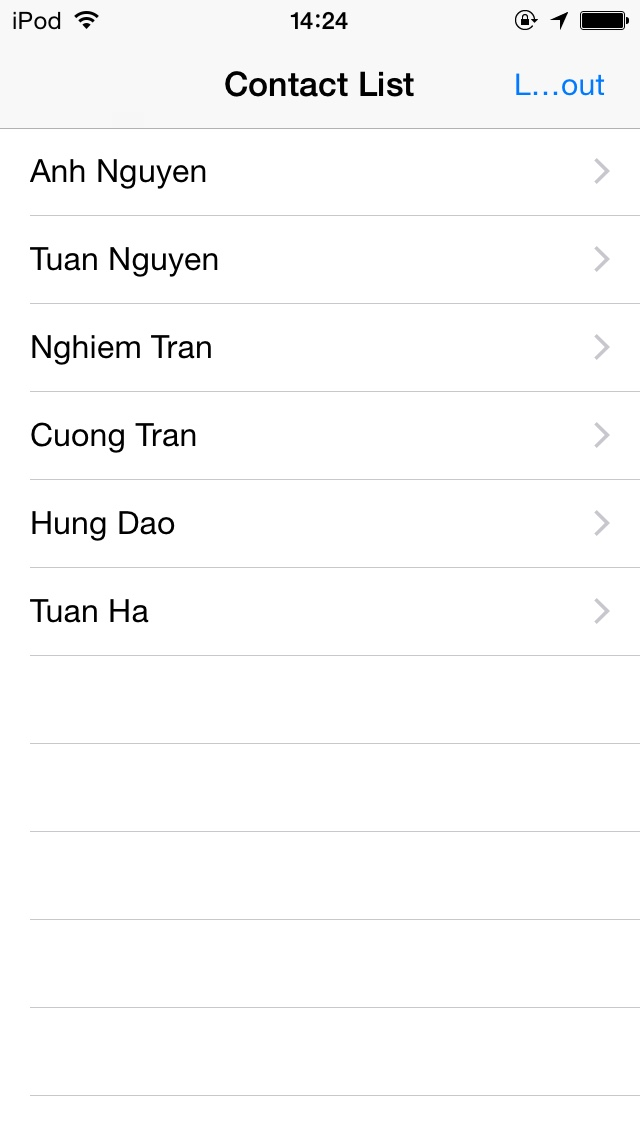 iPod 14:24
Contact List L...out
Anh Nguyen
Tuan Nguyen
Nghiem Tran
Cuong Tran
Hung Dao
Tuan Ha